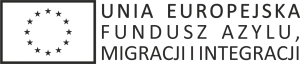 UNIA EUROPEJSKA
FUNDUSZ AZYLU,
MIGRACJI I INTEGRACJI